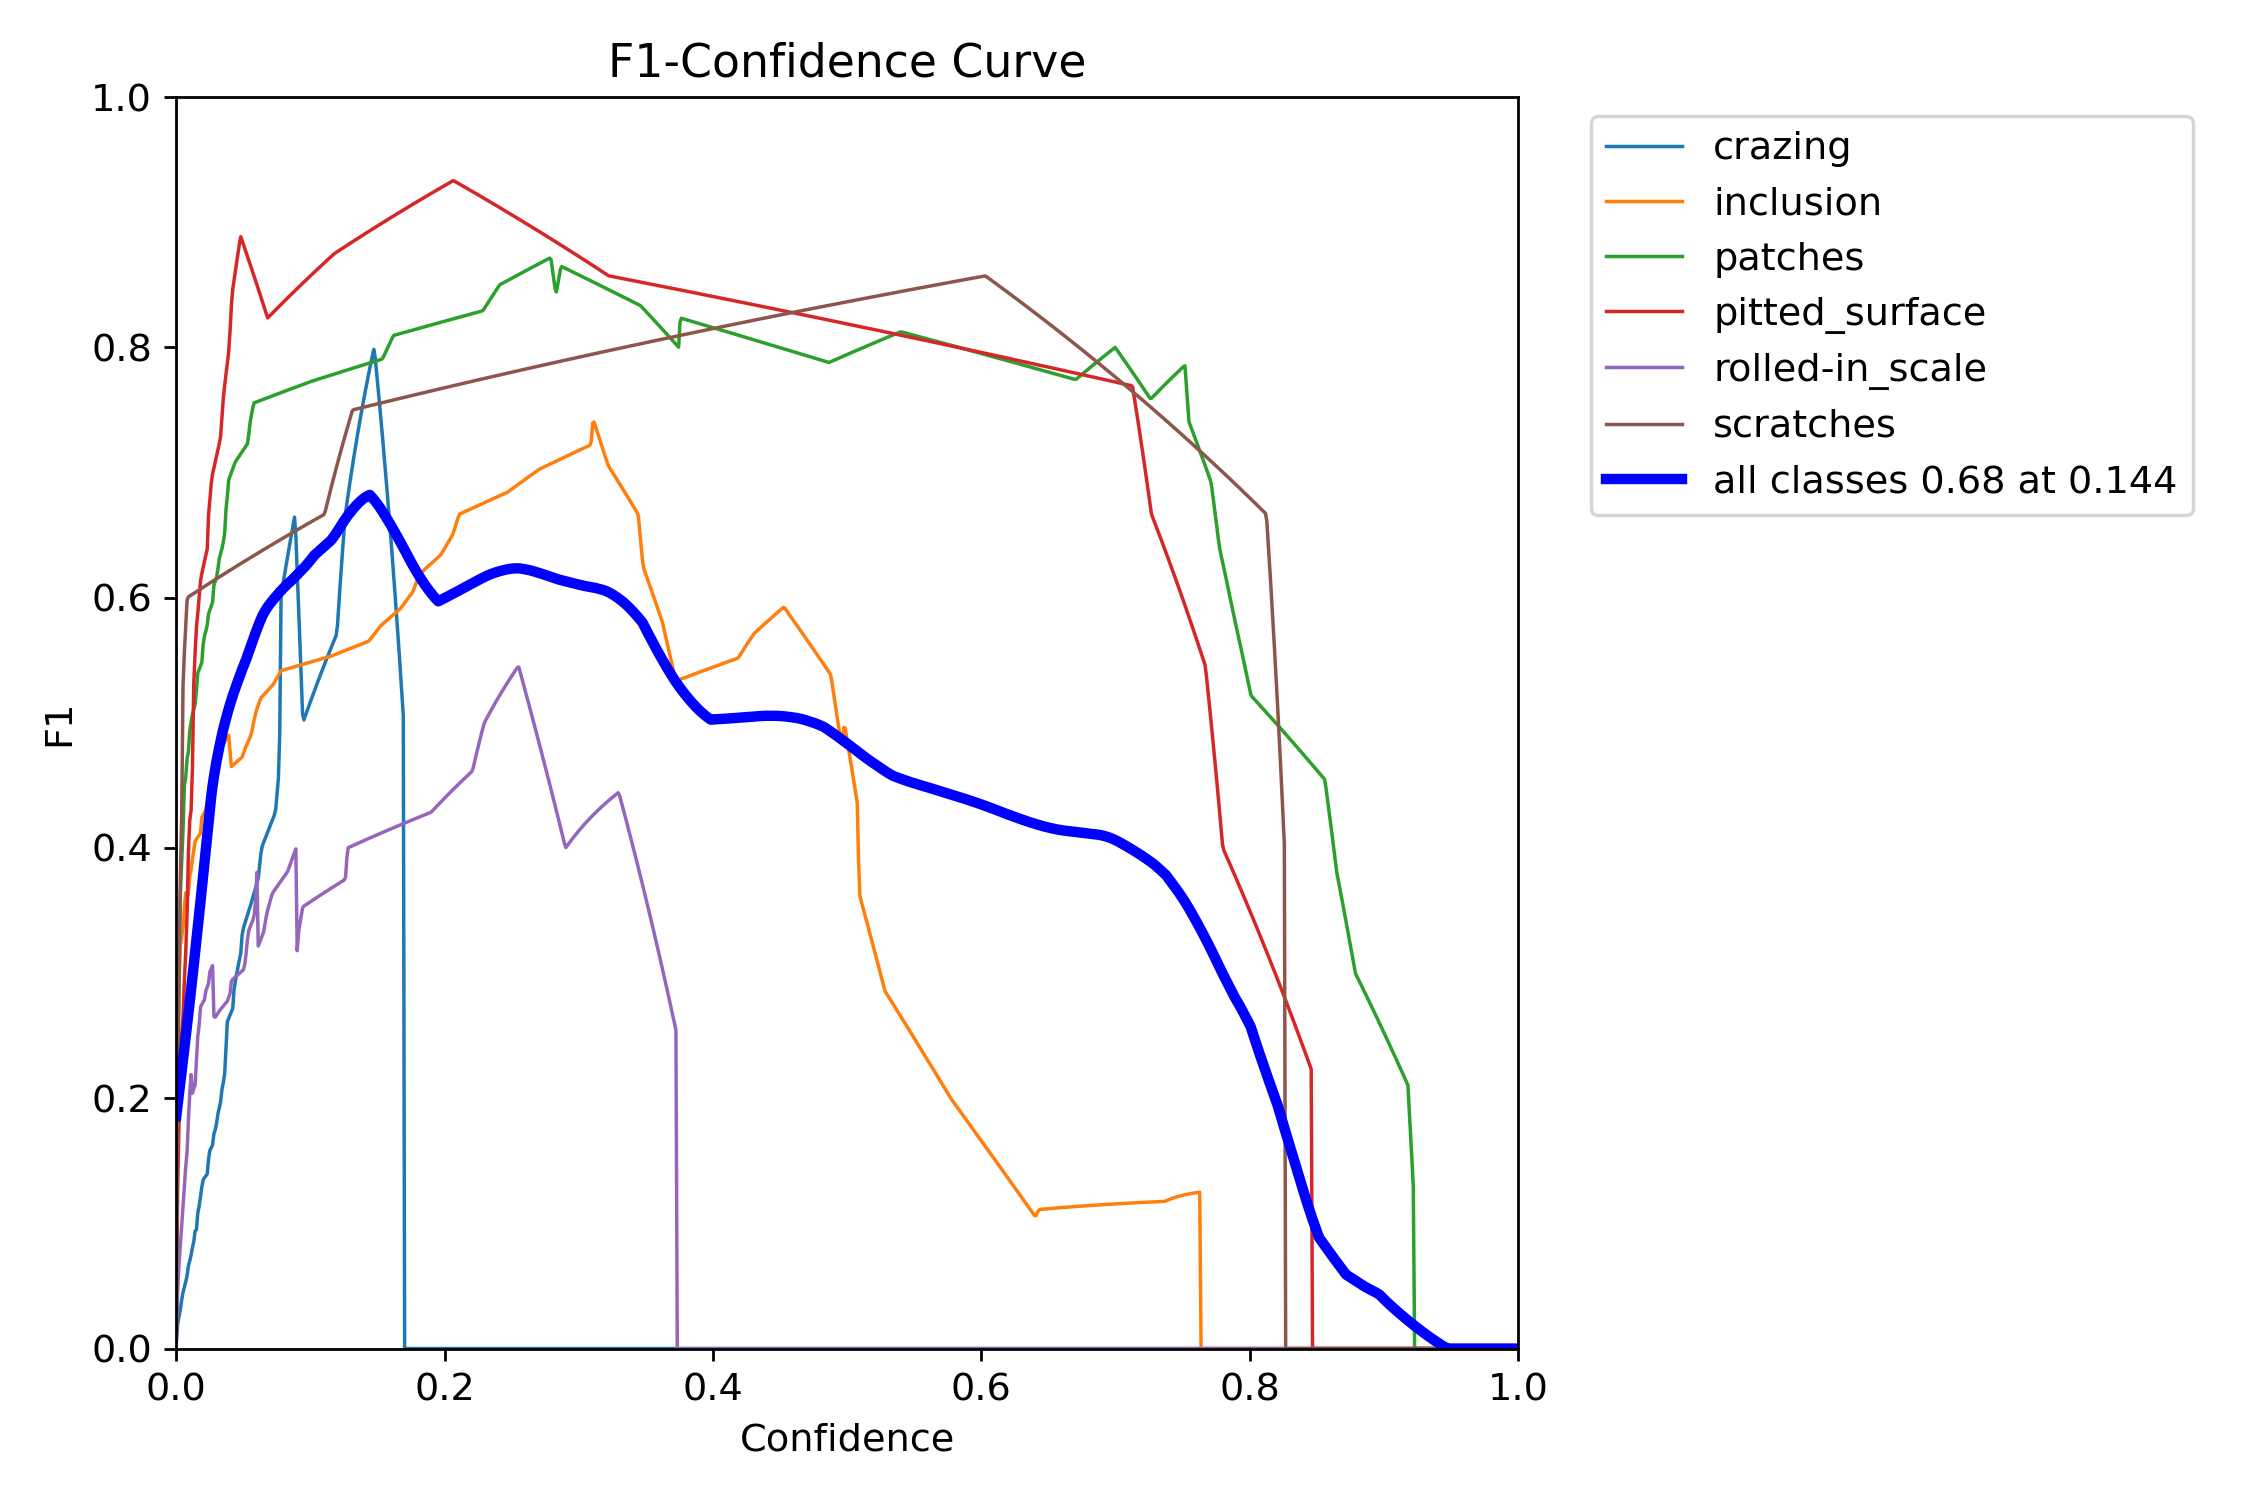 F1-Confidence Curve
1.0
0.8
0.6
0.4
0.2
0.0
F1
0.0 0.2 0.4 0.6 0.8 1.0
Confidence
crazing
inclusion
patches
pitted_surface
rolled-in_scale
scratches
all classes 0.68 at 0.144